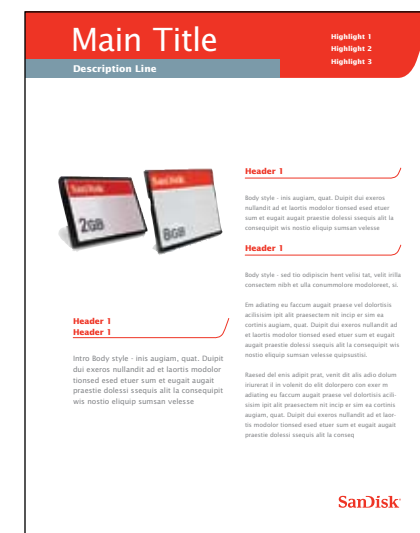 Main Title
Highlight 1
Highlight 2
Highlight 3
Description Line
SanDisk
2GB
SanDisk
8GB
Header 1
Header 1
Intro Body style - inis augiam, quat. Duipit
dui exeros nullandit ad et laortis modolor
tionsed esed etuer sum et eugait augait
praestie dolessi ssequis alit la consequipit
wis nostio eliquip sumsan velesse
Header 1
Body style - inis augiam, quat. Duipit dui exeros
nullandit ad et laortis modolor tionsed esed etuer
sum et eugait augait praestie dolessi ssequis alit la
consequipit wis nostio eliquip sumsan velesse
Header 1
Body style - sed tio odipiscin hent velisi tat, velit irilla
consectem nibh et ulla conummolore modoloreet, si.
Em adiating eu faccum augait praese vel dolortisis
acilisisim ipit alit praesectem nit incip er sim ea
cortinis augiam, quat. Duipit dui exeros nullandit ad
et laortis modolor tionsed esed etuer sum et eugait
augait praestie dolessi ssequis alit la consequipit wis
nostio eliquip sumsan velesse quipsustisi.
Raesed del enis adipit prat, venit dit alis adio dolum
iriurerat il in volenit do elit dolorpero con exer m
adiating eu faccum augait praese vel dolortisis acili-
sisim ipit alit praesectem nit incip er sim ea cortinis
augiam, quat. Duipit dui exeros nullandit ad et laor-
tis modolor tionsed esed etuer sum et eugait augait
praestie dolessi ssequis alit la conseq
SanDisk